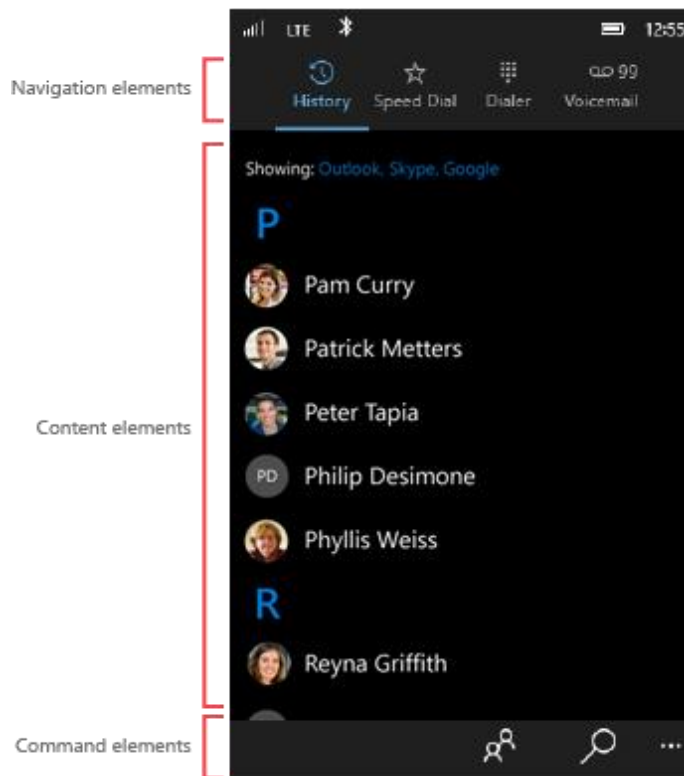 LTE 12:55
Navigation elements
99
History Speed Dial Dialer Voicemail
Showing: Outlook, Skype, Google
P
Pam Curry
Patrick Metters
Peter Tapia
Content elements
PD Philip Desimone
Phyllis Weiss
R
Reyna Griffith
Command elements